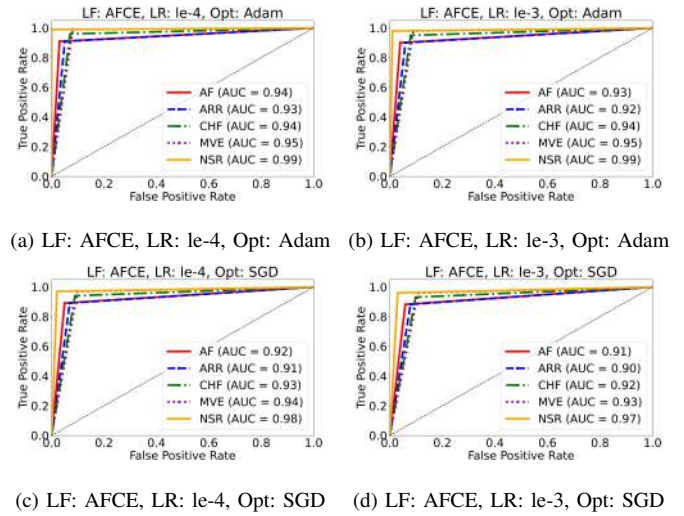 LF: AFCE, LR: le-4, Opt: Adam
True Positive Rate
1.0
0.8
0.6
0.4
0.2
0.0
AF (AUC = 0.94)
ARR (AUC = 0.93)
CHF (AUC = 0.94)
MVE (AUC = 0.95)
NSR (AUC = 0.99)
0.0 0.2 0.4 0.6 0.8 1.0
False Positive Rate
LF: AFCE, LR: le-3, Opt: Adam
True Positive Rate
1.0
0.8
0.6
0.4
0.2
0.0
AF (AUC = 0.93)
ARR (AUC = 0.92)
CHF (AUC = 0.94)
MVE (AUC = 0.95)
NSR (AUC = 0.99)
0.0 0.2 0.4 0.6 0.8 1.0
False Positive Rate
(a) LF: AFCE, LR: le-4, Opt: Adam
(b) LF: AFCE, LR: le-3, Opt: Adam
LF: AFCE, LR: le-4, Opt: SGD
True Positive Rate
1.0
0.8
0.6
0.4
0.2
0.0
AF (AUC = 0.92)
ARR (AUC = 0.91)
CHF (AUC = 0.93)
MVE (AUC = 0.94)
NSR (AUC = 0.98)
0.0 0.2 0.4 0.6 0.8 1.0
False Positive Rate
LF: AFCE, LR: le-3, Opt: SGD
True Positive Rate
1.0
0.8
0.6
0.4
0.2
0.0
AF (AUC = 0.91)
ARR (AUC = 0.90)
CHF (AUC = 0.92)
MVE (AUC = 0.93)
NSR (AUC = 0.97)
0.0 0.2 0.4 0.6 0.8 1.0
False Positive Rate
(c) LF: AFCE, LR: le-4, Opt: SGD
(d) LF: AFCE, LR: le-3, Opt: SGD